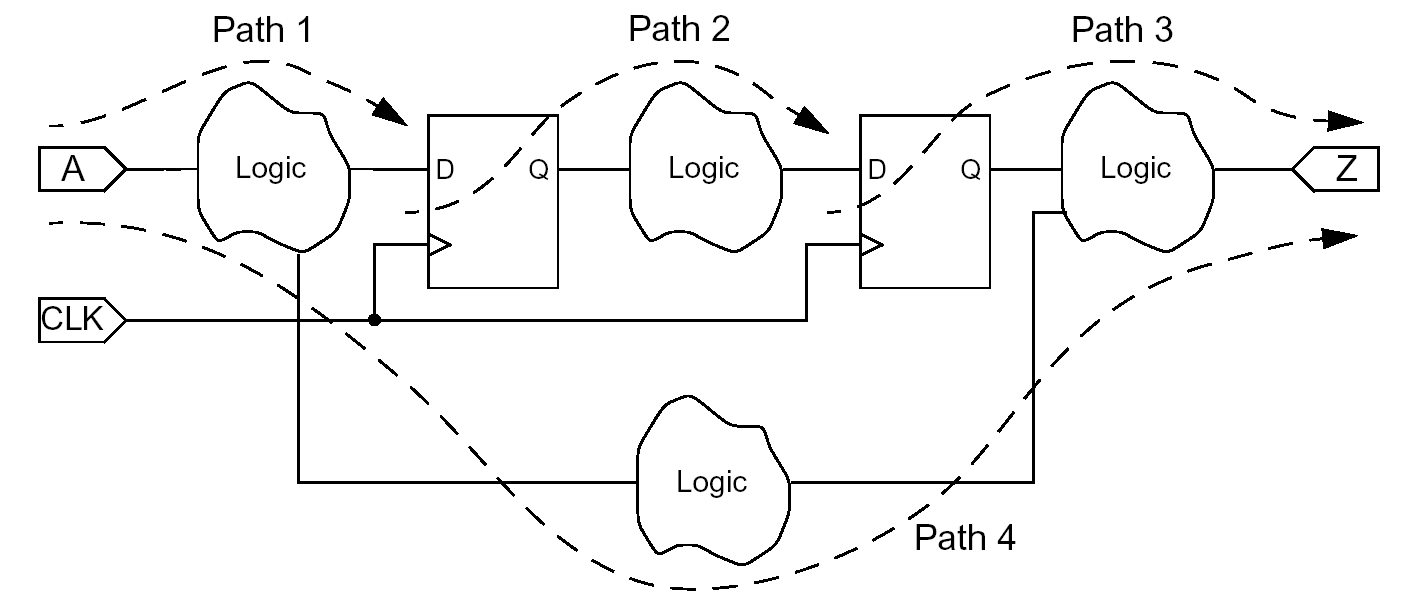 Path 1
Path 2
Path 3
A
Logic
D
Q
Logic
D
Q
Logic
Z
CLK
Logic
Path 4